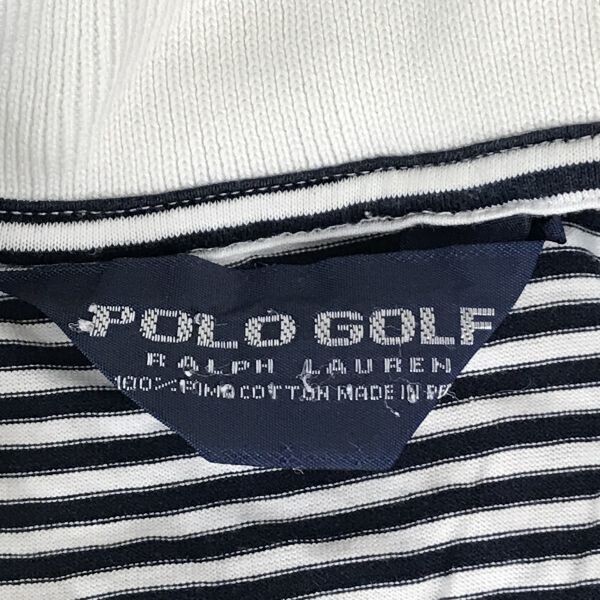 POLO GOLF
RALPH LAUREN
100% PIMA COTTON MADE IN